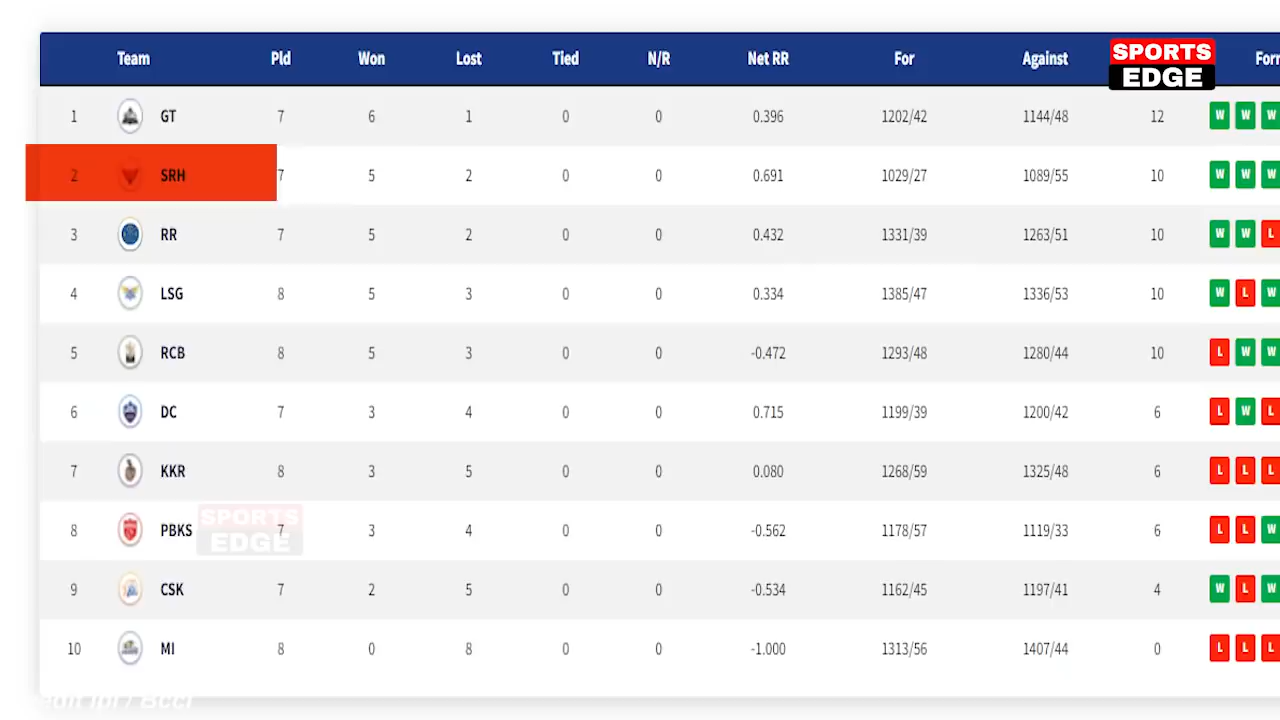 Team Pld Won Lost Tied N/R Net RR For Against SPORTS EDGE
1 GT 7 6 1 0 0 0.396 1202/42 1144/48 12 W W W
2 SRH 7 5 2 0 0 0.691 1029/27 1089/55 10 W W W
3 RR 7 5 2 0 0 0.432 1331/39 1263/51 10 W W L
4 LSG 8 5 3 0 0 0.334 1385/47 1336/53 10 W L W
5 RCB 8 5 3 0 0 -0.472 1293/48 1280/44 10 L W W
6 DC 7 3 4 0 0 0.715 1199/39 1200/42 6 L W L
7 KKR 8 3 5 0 0 0.080 1268/59 1325/48 6 L L L
8 PBKS 7 3 4 0 0 -0.562 1178/57 1119/33 6 L L W
SPORTS EDGE
9 CSK 7 2 5 0 0 -0.534 1162/45 1197/41 4 W L W
10 MI 8 0 8 0 0 -1.000 1313/56 1407/44 0 L L L
ipl / Bcci